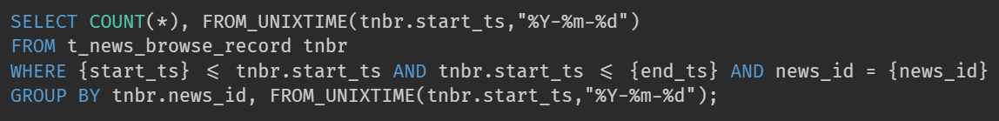 SELECT COUNT(*), FROM_UNIXTIME(tnbr.start_ts,"%Y-%m-%d")
FROM t_news_browse_record tnbr
WHERE {start_ts} <= tnbr.start_ts AND tnbr.start_ts <= {end_ts} AND news_id = {news_id}
GROUP BY tnbr.news_id, FROM_UNIXTIME(tnbr.start_ts,"%Y-%m-%d");